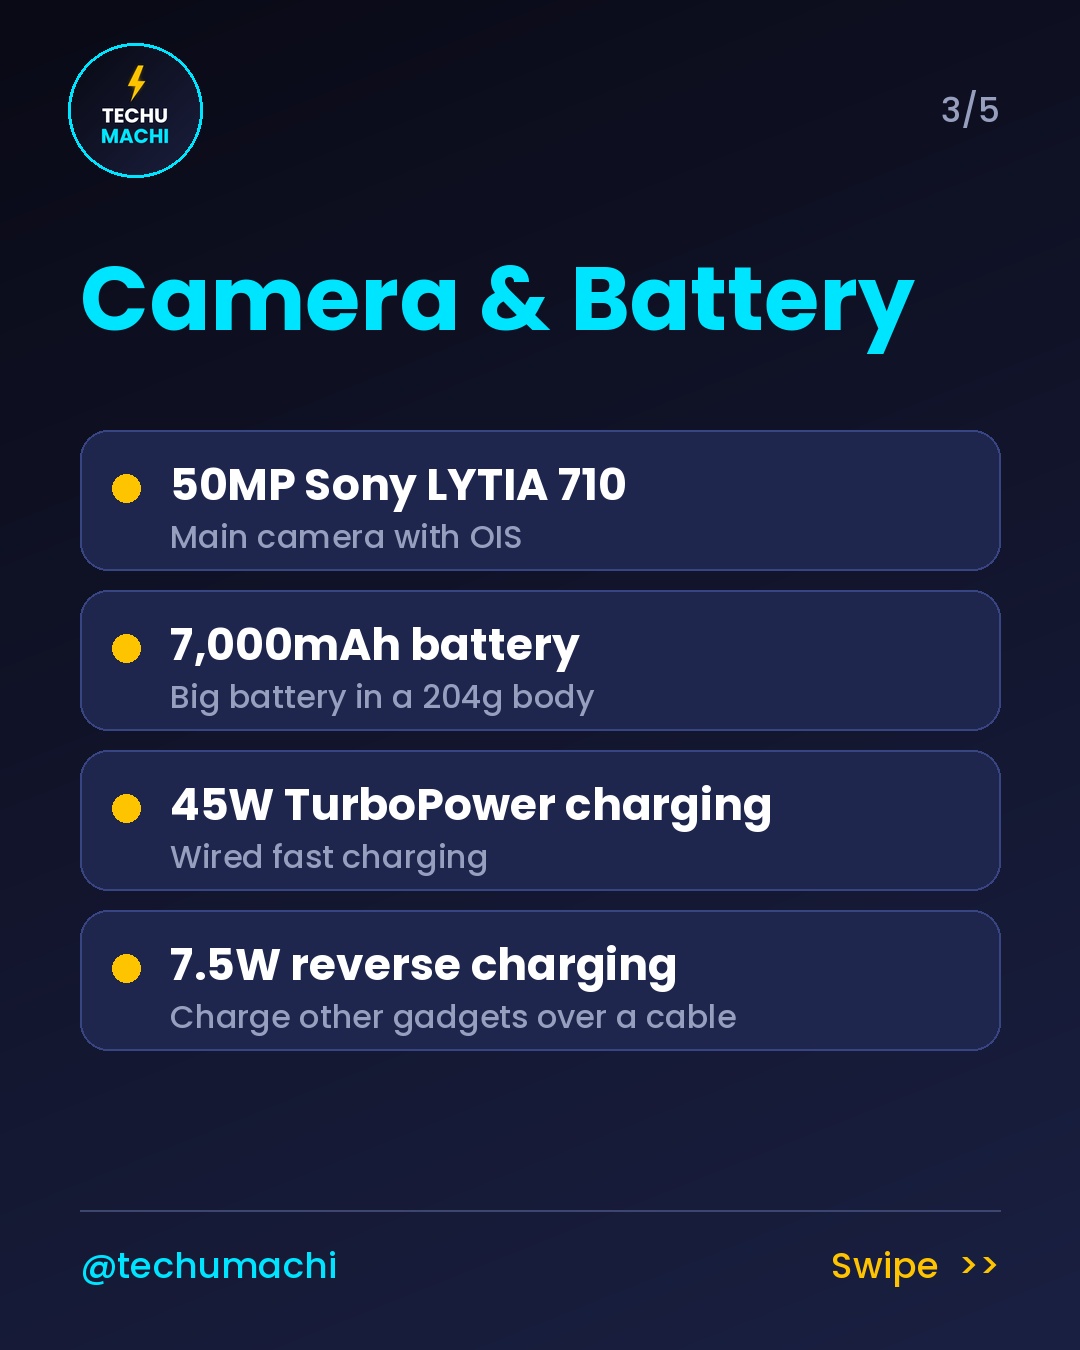 TECHU
MACHI
3/5
Camera & Battery
50MP Sony LYTIA 710
Main camera with OIS
7,000mAh battery
Big battery in a 204g body
45W TurboPower charging
Wired fast charging
7.5W reverse charging
Charge other gadgets over a cable
@techumachi
Swipe >>